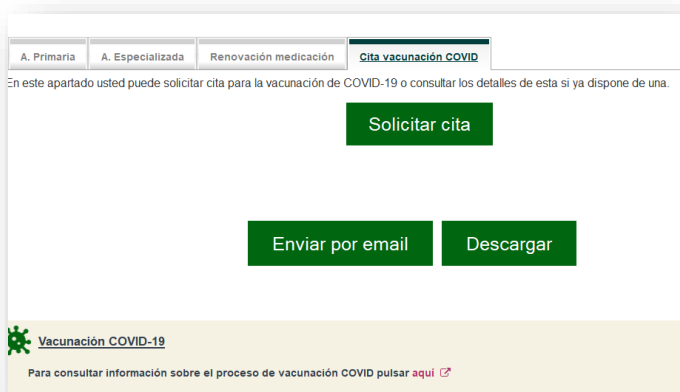 A. Primaria A. Especializada Renovación medicación Cita vacunación COVID
En este apartado usted puede solicitar cita para la vacunación de COVID-19 o consultar los detalles de esta si ya dispone de una.
Solicitar cita
Enviar por email Descargar
Vacunación COVID-19
Para consultar información sobre el proceso de vacunación COVID pulsar aquí